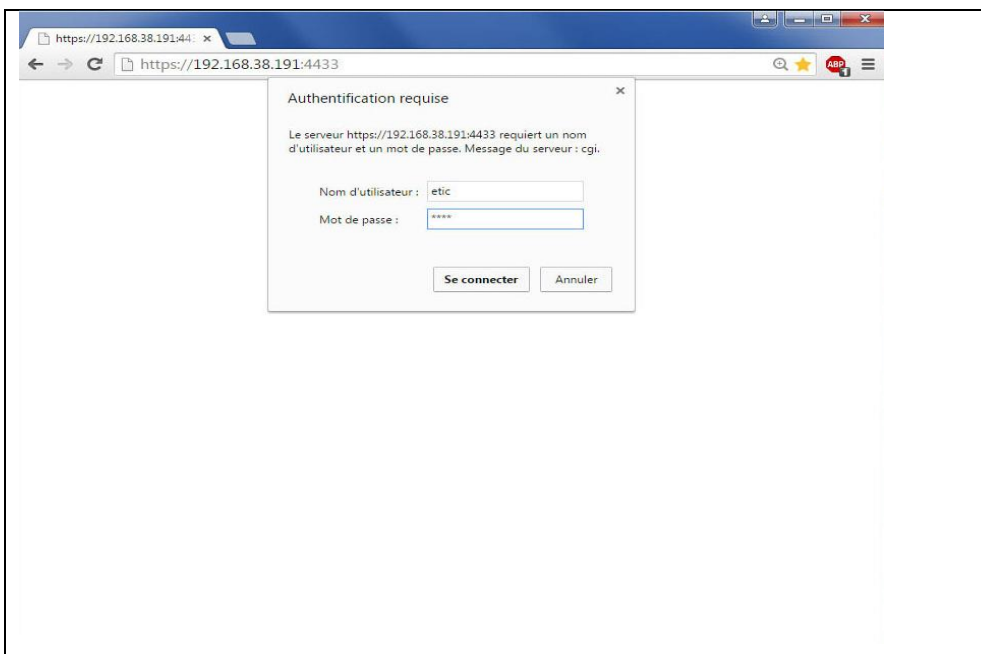 https://192.168.38.191:44
https://192.168.38.191:4433
ABP
1
Authentification requise
Le serveur https://192.168.38.191:4433 requiert un nom
d'utilisateur et un mot de passe. Message du serveur : cgi.
Nom d'utilisateur : etic
Mot de passe : ****
Se connecter Annuler